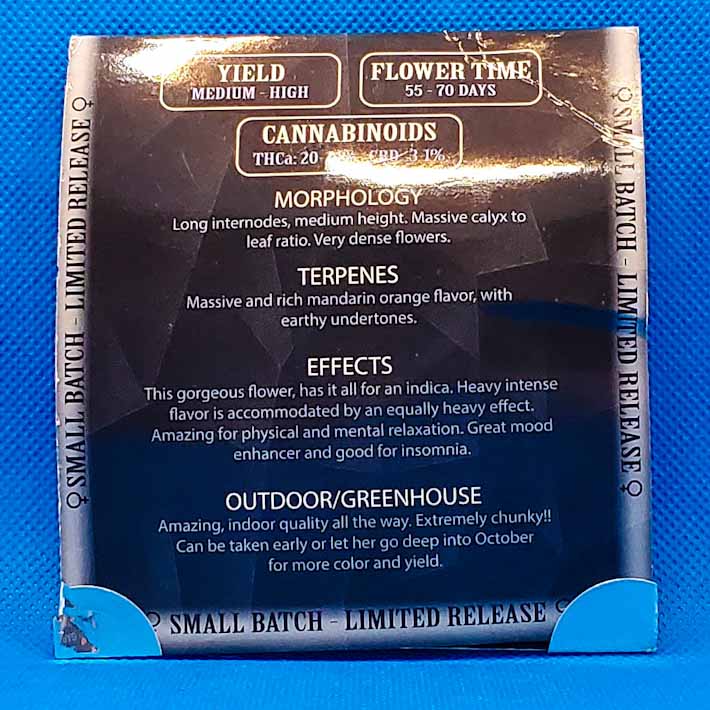 YIELD
MEDIUM - HIGH
FLOWER TIME
55 - 70 DAYS
CANNABINOIDS
THCa: 20 CBD
MORPHOLOGY
Long internodes, medium height. Massive calyx to
leaf ratio. Very dense flowers.
TERPENES
Massive and rich mandarin orange flavor, with
earthy undertones.
EFFECTS
This gorgeous flower, has it all for an indica. Heavy intense
flavor is accommodated by an equally heavy effect.
Amazing for physical and mental relaxation. Great mood
enhancer and good for insomnia.
OUTDOOR/GREENHOUSE
Amazing, indoor quality all the way. Extremely chunky!!
Can be taken early or let her go deep into October
for more color and yield.
SMALL BATCH - LIMITED RELEASE
SMALL BATCH - LIMITED RELEASE
SMALL BATCH - LIMITED RELEASE